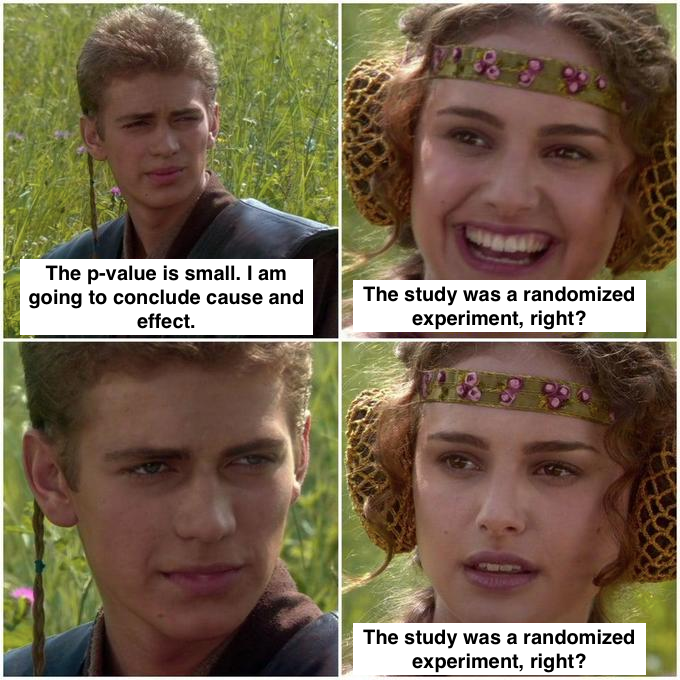 The p-value is small. I am
going to conclude cause and
effect.
The study was a randomized
experiment, right?
The study was a randomized
experiment, right?